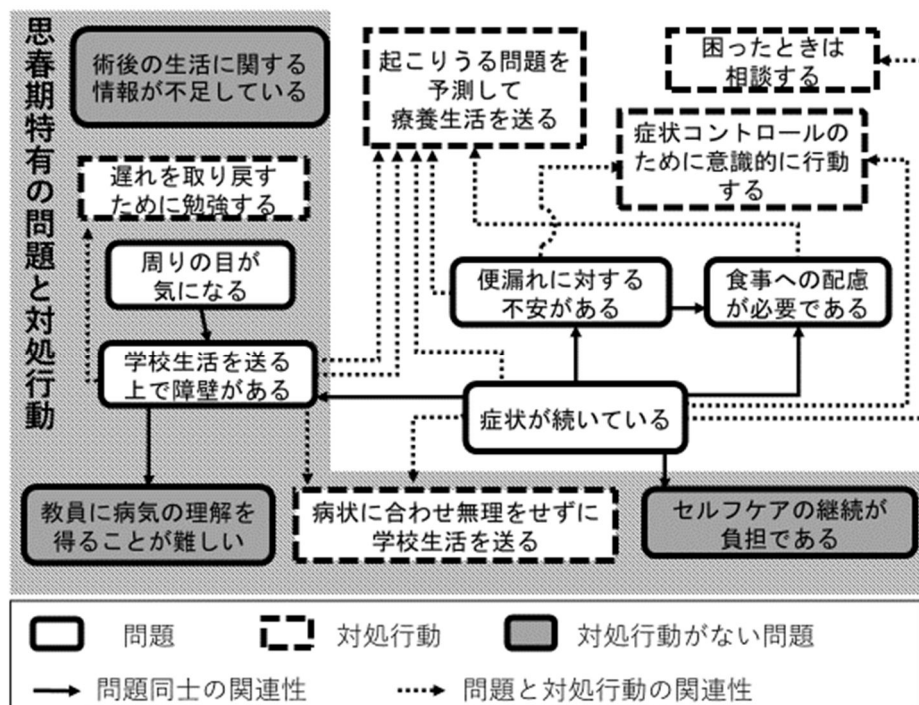 思春期特有の問題と対処行動
術後の生活に関する
情報が不足している
起こりうる問題を
予測して
療養生活を送る
困ったときは
相談する
症状コントロールの
ために意識的に行動
する
遅れを取り戻す
ために勉強する
周りの目が
気になる
便漏れに対する
不安がある
食事への配慮
が必要である
学校生活を送る
上で障壁がある
症状が続いている
教員に病気の理解を
得ることが難しい
病状に合わせ無理をせずに
学校生活を送る
セルフケアの継続が
負担である
問題
対処行動
対処行動がない問題
問題同士の関連性
問題と対処行動の関連性